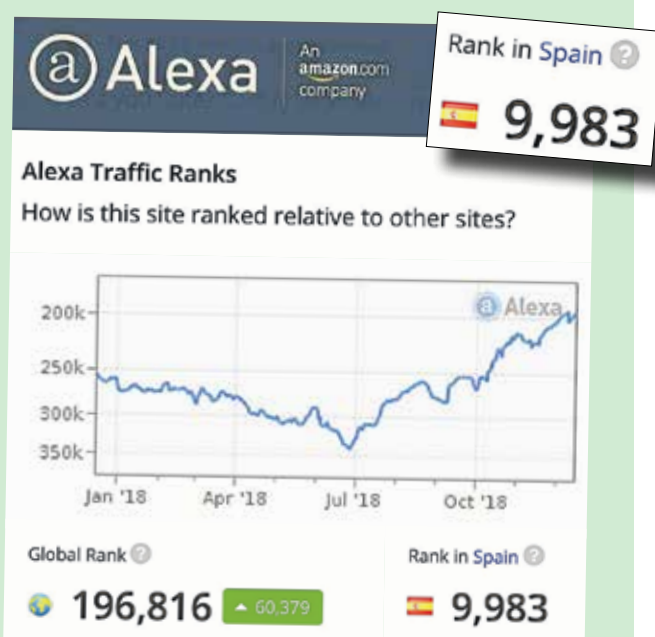 a Alexa
An
amazon.com
company
Rank in Spain ?
9,983
Alexa Traffic Ranks
How is this site ranked relative to other sites?
a Alexa
200k
250k
300k
350k
Jan '18
Apr '18
Jul '18
Oct '18
Global Rank ?
Rank in Spain ?
196,816
60,379
9,983